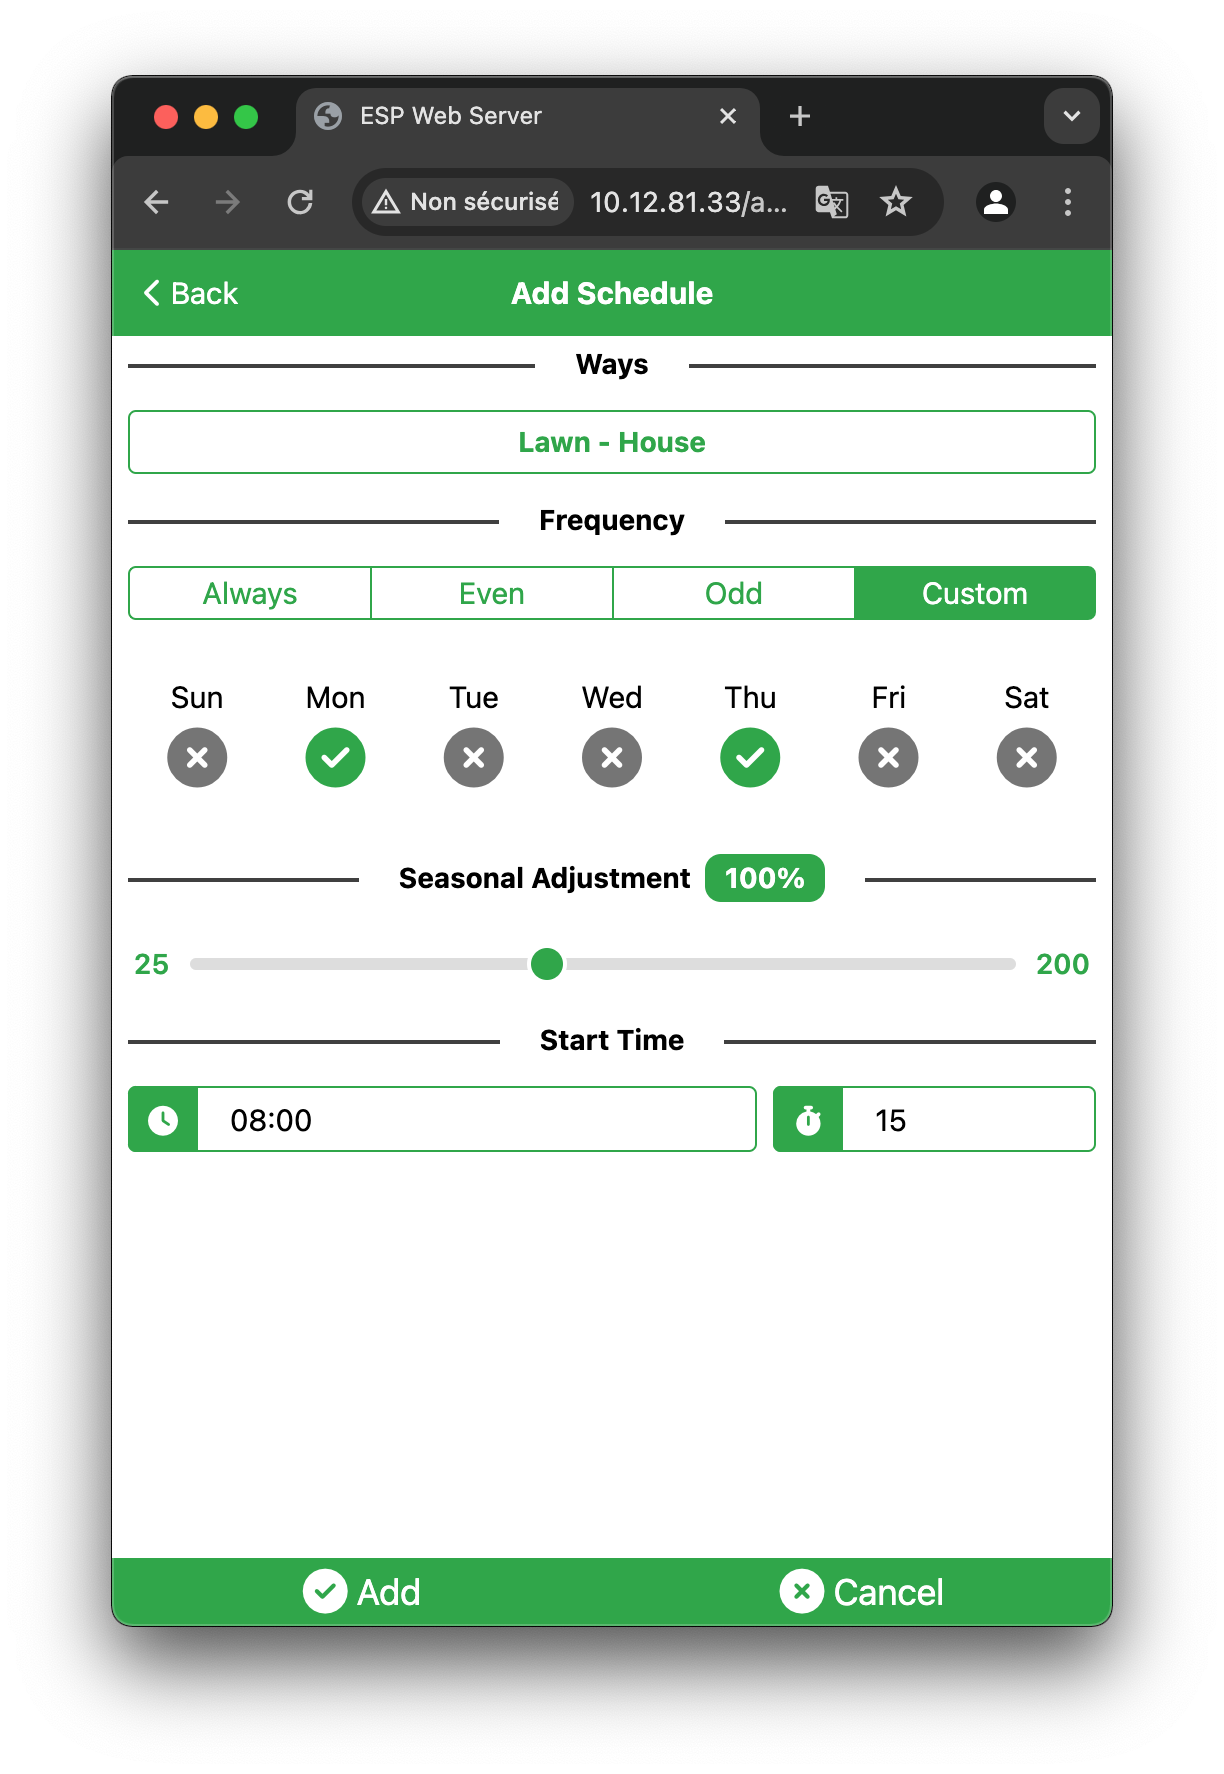 ESP Web Server
Non sécurisé 10.12.81.33/a...
Back Add Schedule
Ways
Lawn - House
Frequency
Always Even Odd Custom
Sun Mon Tue Wed Thu Fri Sat
Seasonal Adjustment 100%
25 200
Start Time
08:00 15
Add Cancel